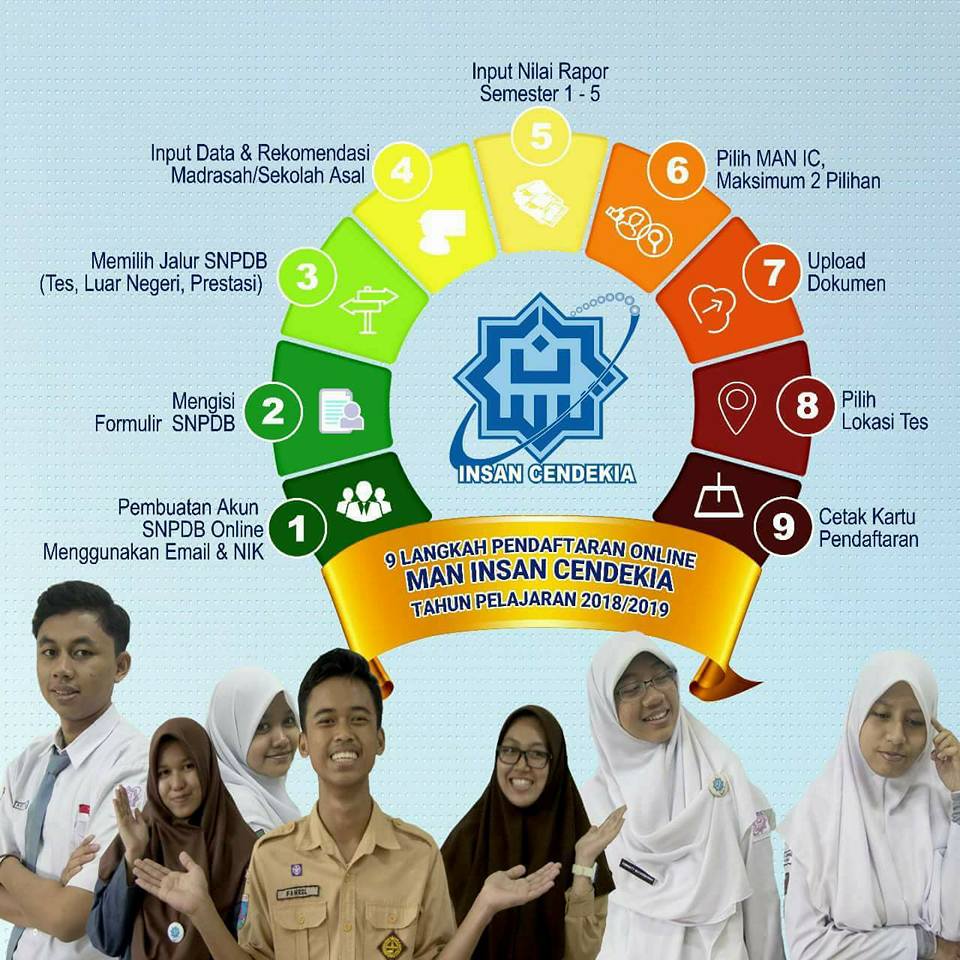 Input Nilai Rapor
Semester 1 - 5
5
Input Data & Rekomendasi
Madrasah/Sekolah Asal
4
6
Pilih MAN IC,
Maksimum 2 Pilihan
Memilih Jalur SNPDB
(Tes, Luar Negeri, Prestasi)
3
7
Upload
Dokumen
Mengisi
Formulir SNPDB
2
8
Pilih
Lokasi Tes
INSAN CENDEKIA
Pembuatan Akun
SNPDB Online
Menggunakan Email & NIK
1
9
Cetak Kartu
Pendaftaran
9 LANGKAH PENDAFTARAN ONLINE
MAN INSAN CENDEKIA
TAHUN PELAJARAN 2018/2019